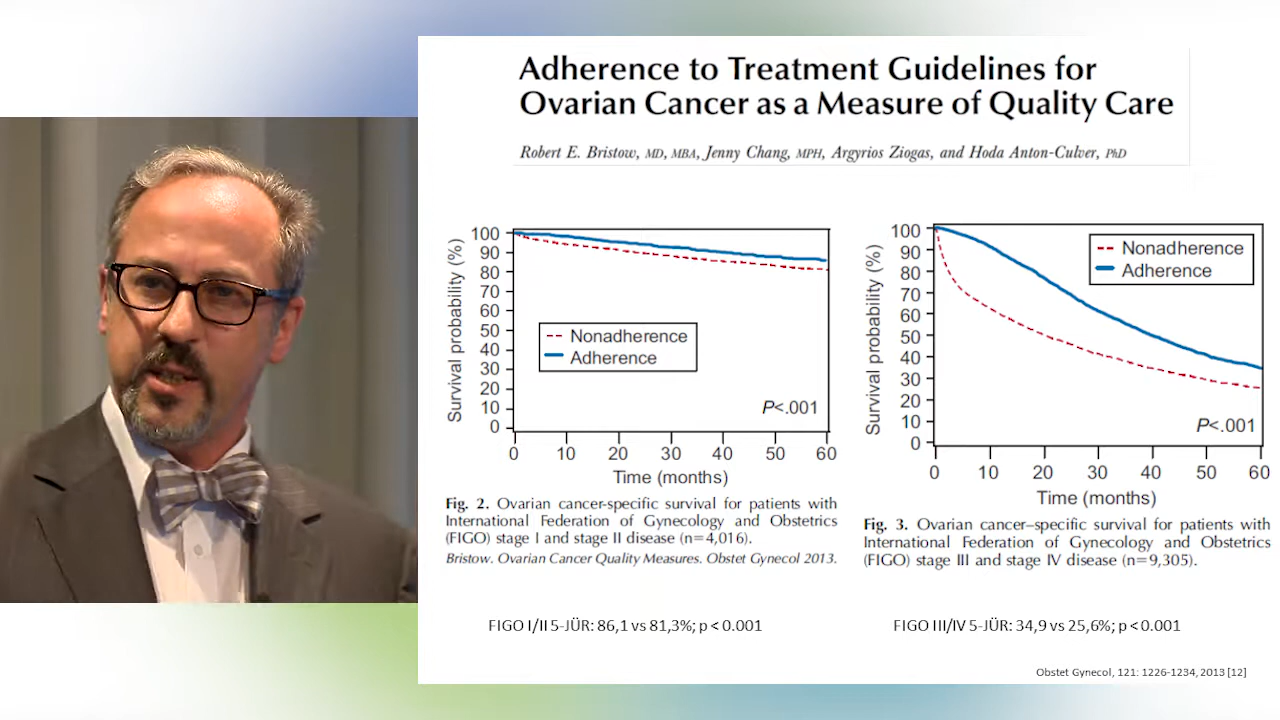 Adherence to Treatment Guidelines for
Ovarian Cancer as a Measure of Quality Care
Robert E. Bristow, MD, MBA, Jenny Chang, MPH, Argyrios Ziogas, and Hoda Anton-Culver, PhD
Survival probability (%)
100
90
80
70
60
50
40
30
20
10
0
Nonadherence
Adherence
P<.001
0 10 20 30 40 50 60
Time (months)
Fig. 2. Ovarian cancer-specific survival for patients with
International Federation of Gynecology and Obstetrics
(FIGO) stage I and stage II disease (n=4,016).
Bristow. Ovarian Cancer Quality Measures. Obstet Gynecol 2013.
FIGO I/II 5-JÜR: 86,1 vs 81,3%; p < 0.001
Survival probability (%)
100
90
80
70
60
50
40
30
20
10
0
Nonadherence
Adherence
P<.001
0 10 20 30 40 50 60
Time (months)
Fig. 3. Ovarian cancer–specific survival for patients with
International Federation of Gynecology and Obstetrics
(FIGO) stage III and stage IV disease (n=9,305).
FIGO III/IV 5-JÜR: 34,9 vs 25,6%; p < 0.001
Obstet Gynecol, 121: 1226-1234, 2013 [12]